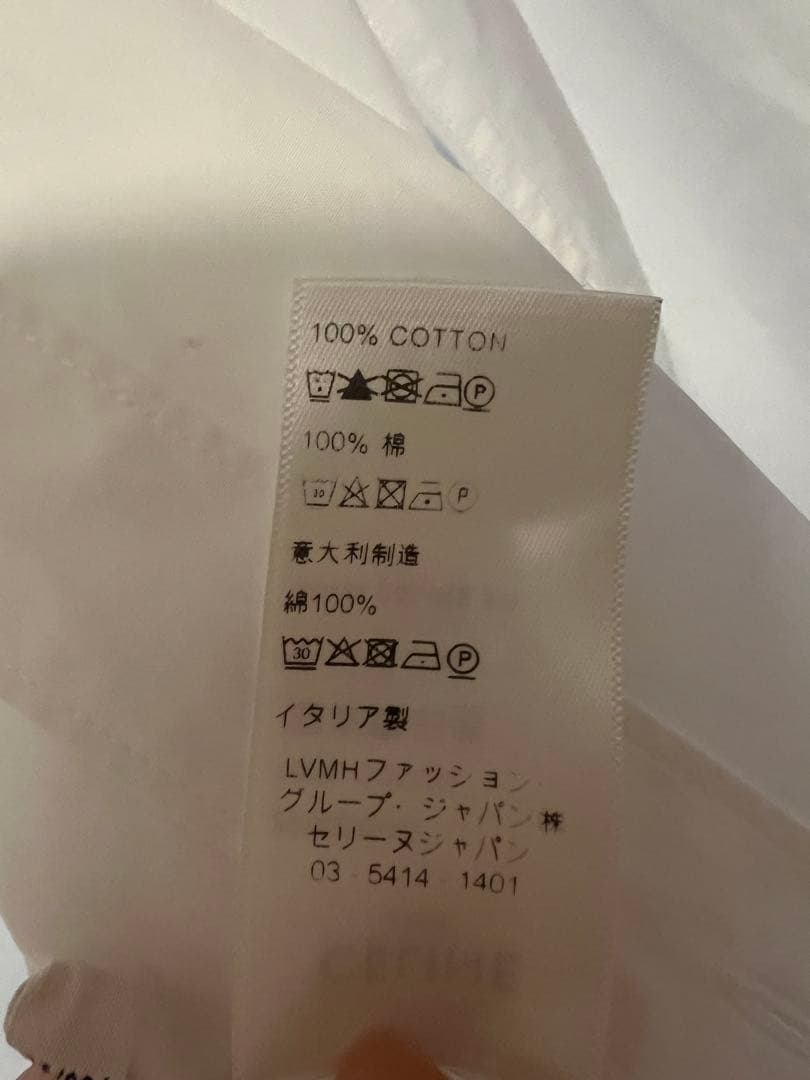 100% COTTON
100% 棉
30
意大利制造
綿100%
30
イタリア製
LVMHファッション
グループ・ジャパン㈱
セリーヌジャパン
03 5414 1401